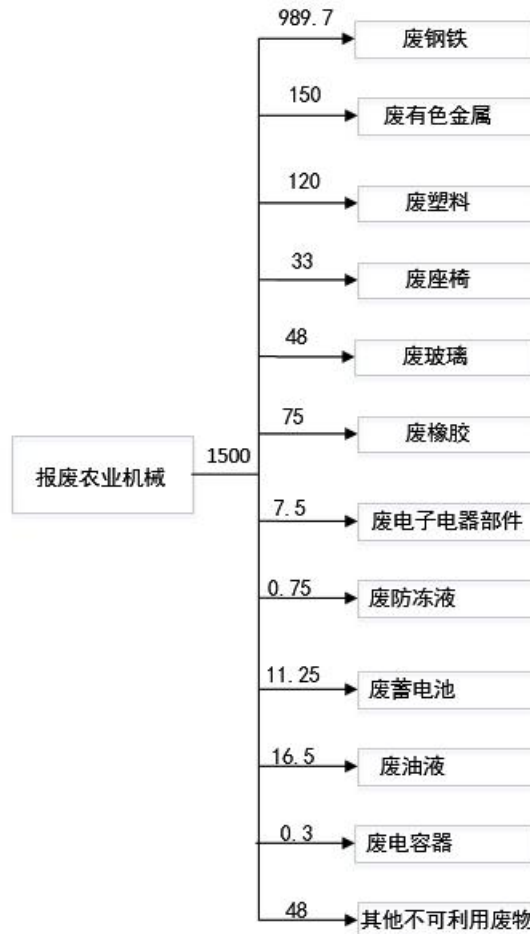 989.7
废钢铁
150
废有色金属
120
废塑料
33
废座椅
48
废玻璃
75
废橡胶
报废农业机械
1500
7.5
废电子电器部件
0.75
废防冻液
11.25
废蓄电池
16.5
废油液
0.3
废电容器
48
其他不可利用废物